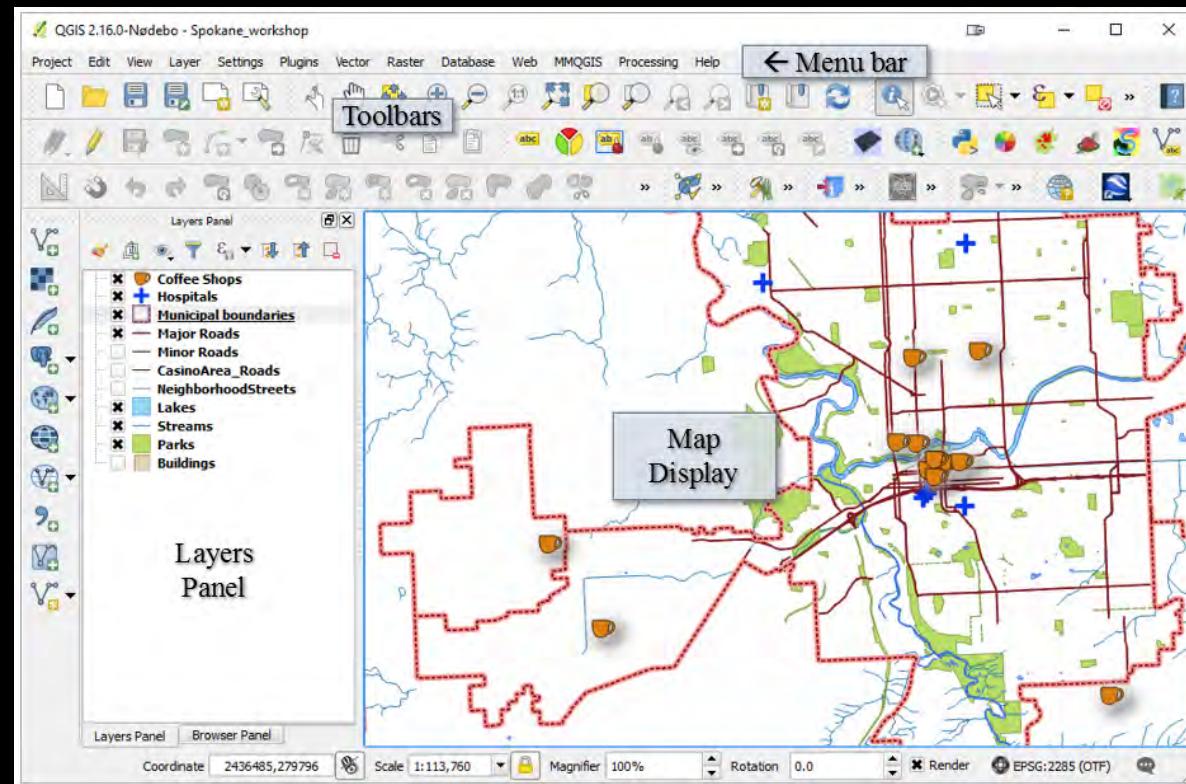 QGIS 2.16.0-Nødebo - Spokane_workshop
Project Edit View Layer Settings Plugins Vector Raster Database Web MMQGIS Processing Help
← Menu bar
Toolbars
Layers Panel
Coffee Shops
Hospitals
Municipal boundaries
Major Roads
Minor Roads
CasinoArea_Roads
NeighborhoodStreets
Lakes
Streams
Parks
Buildings
Layers
Panel
Map
Display
Layers Panel Browser Panel
Coordinate 2436485,279796 Scale 1:113,760 Magnifier 100% Rotation 0.0 Render EPSG:2285 (OTF)